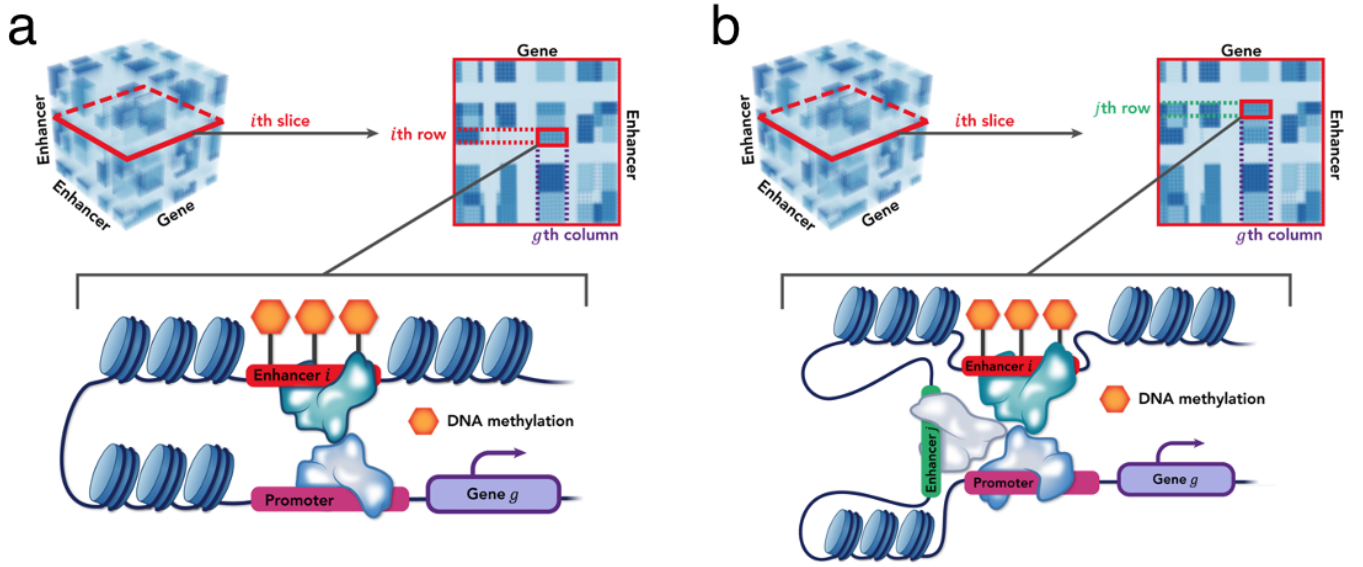 a
Enhancer
Enhancer
Gene
ith slice
Gene
ith row
Enhancer
gth column
Enhancer i
DNA methylation
Promoter
Gene g
b
Enhancer
Enhancer
Gene
ith slice
Gene
jth row
Enhancer
gth column
Enhancer i
DNA methylation
Enhancer j
Promoter
Gene g